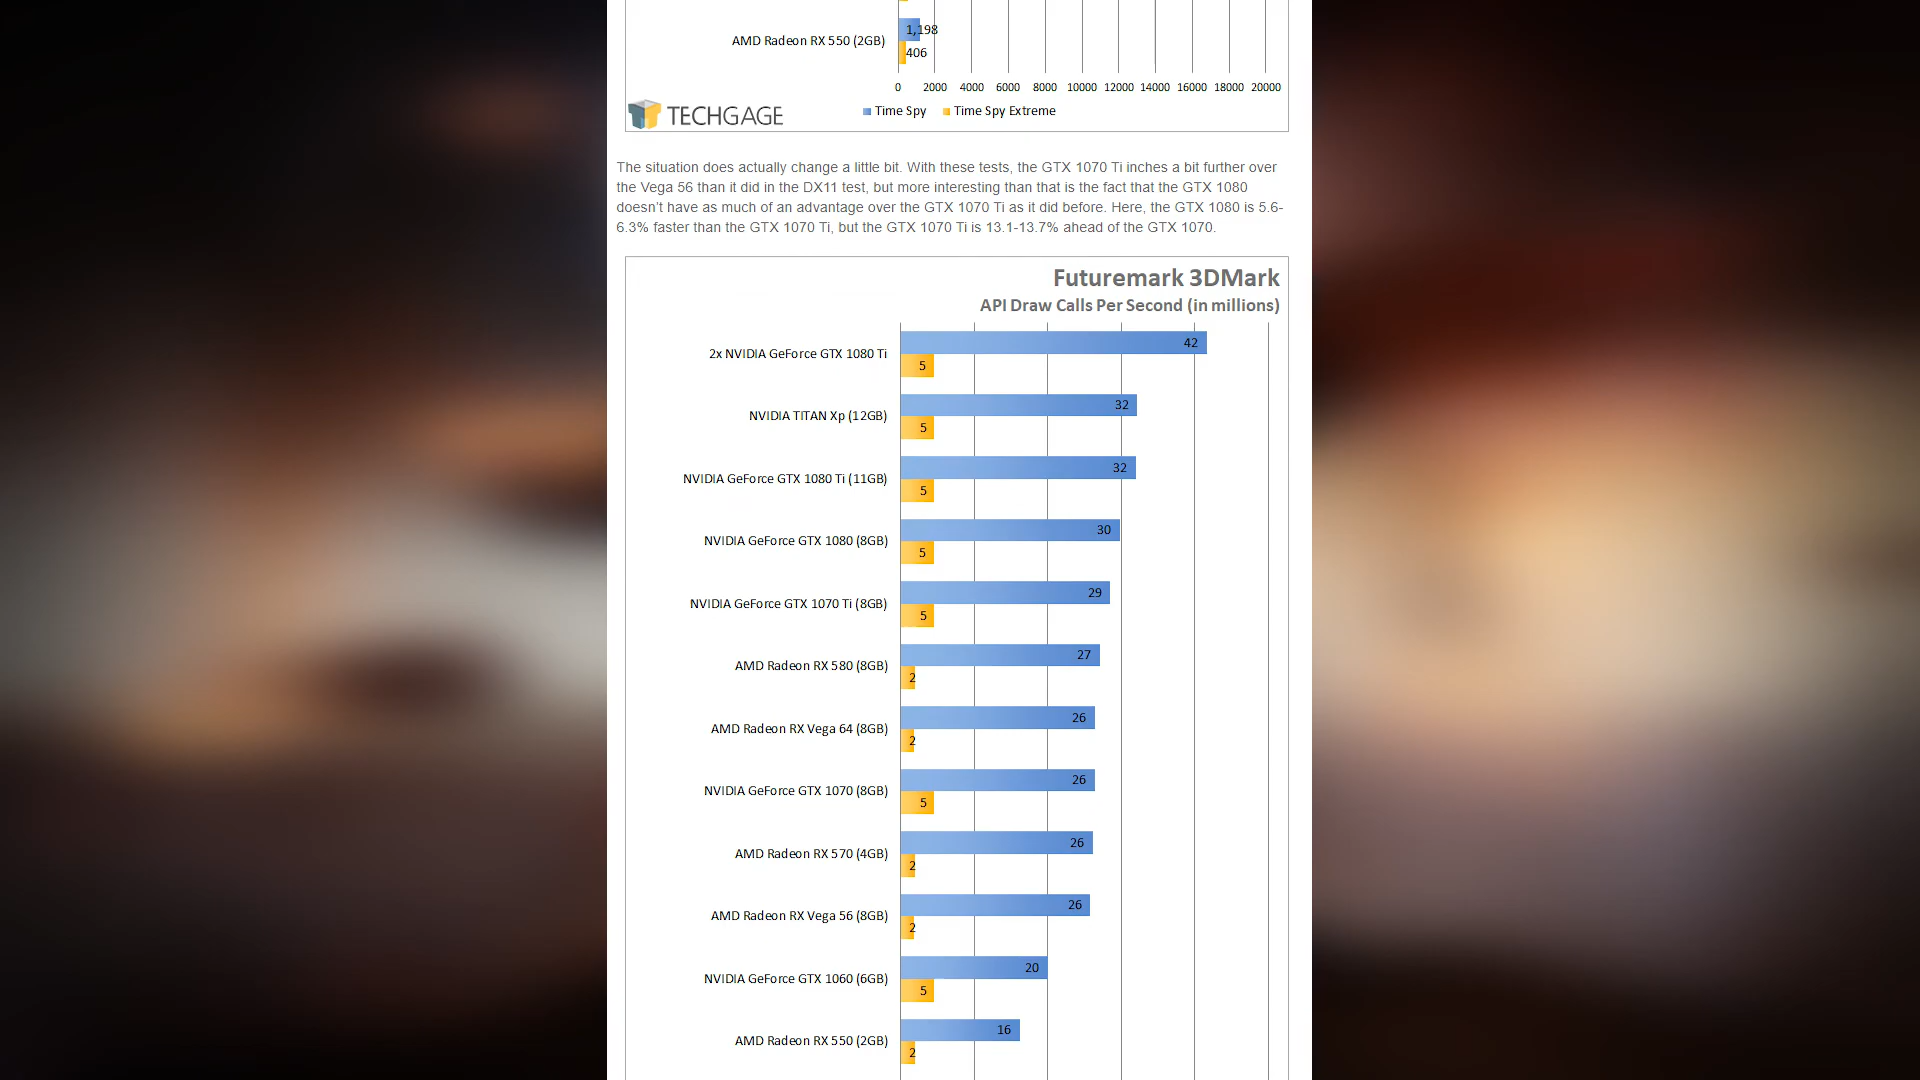 1,198
AMD Radeon RX 550 (2GB)
406
0 2000 4000 6000 8000 10000 12000 14000 16000 18000 20000
TECHGAGE
Time Spy Time Spy Extreme
The situation does actually change a little bit. With these tests, the GTX 1070 Ti inches a bit further over
the Vega 56 than it did in the DX11 test, but more interesting than that is the fact that the GTX 1080
doesn't have as much of an advantage over the GTX 1070 Ti as it did before. Here, the GTX 1080 is 5.6-
6.3% faster than the GTX 1070 Ti, but the GTX 1070 Ti is 13.1-13.7% ahead of the GTX 1070.
Futuremark 3DMark
API Draw Calls Per Second (in millions)
42
2x NVIDIA GeForce GTX 1080 Ti
5
32
NVIDIA TITAN Xp (12GB)
5
32
NVIDIA GeForce GTX 1080 Ti (11GB)
5
30
NVIDIA GeForce GTX 1080 (8GB)
5
29
NVIDIA GeForce GTX 1070 Ti (8GB)
5
27
AMD Radeon RX 580 (8GB)
2
26
AMD Radeon RX Vega 64 (8GB)
2
26
NVIDIA GeForce GTX 1070 (8GB)
5
26
AMD Radeon RX 570 (4GB)
2
26
AMD Radeon RX Vega 56 (8GB)
2
20
NVIDIA GeForce GTX 1060 (6GB)
5
16
AMD Radeon RX 550 (2GB)
2